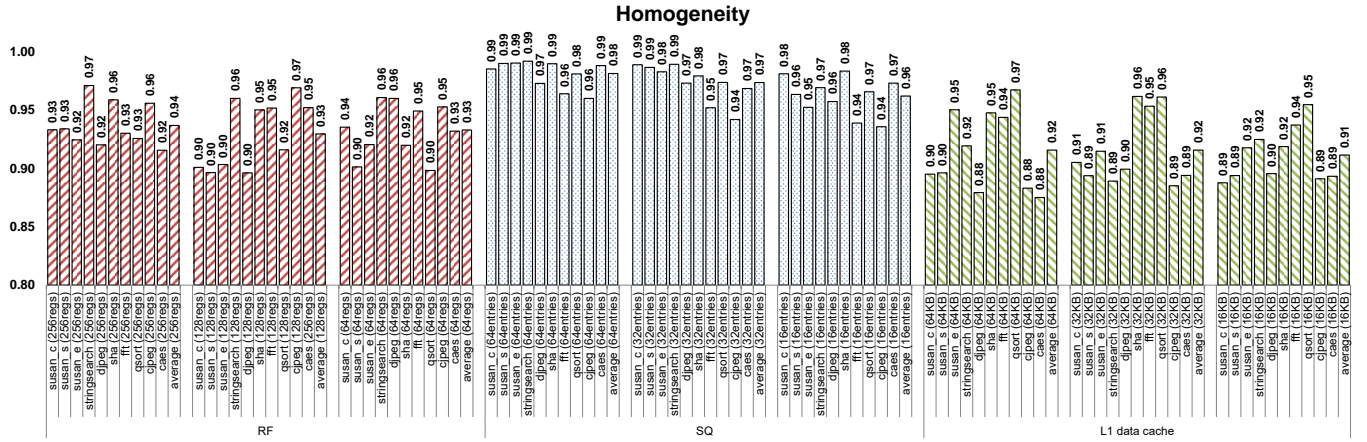 Homogeneity
1.00
0.95
0.90
0.85
0.80
0.93
0.93
0.92
0.97
0.92
0.96
0.93
0.93
0.96
0.92
0.94
0.90
0.90
0.90
0.96
0.90
0.95
0.95
0.92
0.97
0.95
0.93
0.94
0.90
0.92
0.96
0.96
0.92
0.95
0.90
0.95
0.93
0.93
0.99
0.99
0.99
0.99
0.97
0.99
0.96
0.98
0.96
0.99
0.98
0.99
0.99
0.98
0.99
0.97
0.98
0.95
0.97
0.94
0.97
0.97
0.98
0.96
0.95
0.97
0.96
0.98
0.94
0.97
0.94
0.97
0.96
0.90
0.90
0.95
0.92
0.88
0.95
0.94
0.97
0.88
0.88
0.92
0.91
0.89
0.91
0.89
0.90
0.96
0.95
0.96
0.89
0.89
0.92
0.89
0.89
0.92
0.92
0.90
0.92
0.94
0.95
0.89
0.89
0.91
susan_c (256regs)
susan_s (256regs)
susan_e (256regs)
stringsearch (256regs)
djpeg (256regs)
sha (256regs)
fft (256regs)
qsort (256regs)
cjpeg (256regs)
caes (256regs)
average (256regs)
susan_c (128regs)
susan_s (128regs)
susan_e (128regs)
stringsearch (128regs)
djpeg (128regs)
sha (128regs)
fft (128regs)
qsort (128regs)
cjpeg (128regs)
caes (128regs)
average (128regs)
susan_c (64regs)
susan_s (64regs)
susan_e (64regs)
stringsearch (64regs)
djpeg (64regs)
sha (64regs)
fft (64regs)
qsort (64regs)
cjpeg (64regs)
caes (64regs)
average (64regs)
susan_c (64entries)
susan_s (64entries)
susan_e (64entries)
stringsearch (64entries)
djpeg (64entries)
sha (64entries)
fft (64entries)
qsort (64entries)
cjpeg (64entries)
caes (64entries)
average (64entries)
susan_c (32entries)
susan_s (32entries)
susan_e (32entries)
stringsearch (32entries)
djpeg (32entries)
sha (32entries)
fft (32entries)
qsort (32entries)
cjpeg (32entries)
caes (32entries)
average (32entries)
susan_c (16entries)
susan_s (16entries)
susan_e (16entries)
stringsearch (16entries)
djpeg (16entries)
sha (16entries)
fft (16entries)
qsort (16entries)
cjpeg (16entries)
caes (16entries)
average (16entries)
susan_c (64KB)
susan_s (64KB)
susan_e (64KB)
stringsearch (64KB)
djpeg (64KB)
sha (64KB)
fft (64KB)
qsort (64KB)
cjpeg (64KB)
caes (64KB)
average (64KB)
susan_c (32KB)
susan_s (32KB)
susan_e (32KB)
stringsearch (32KB)
djpeg (32KB)
sha (32KB)
fft (32KB)
qsort (32KB)
cjpeg (32KB)
caes (32KB)
average (32KB)
susan_c (16KB)
susan_s (16KB)
susan_e (16KB)
stringsearch (16KB)
djpeg (16KB)
sha (16KB)
fft (16KB)
qsort (16KB)
cjpeg (16KB)
caes (16KB)
average (16KB)
RF
SQ
L1 data cache